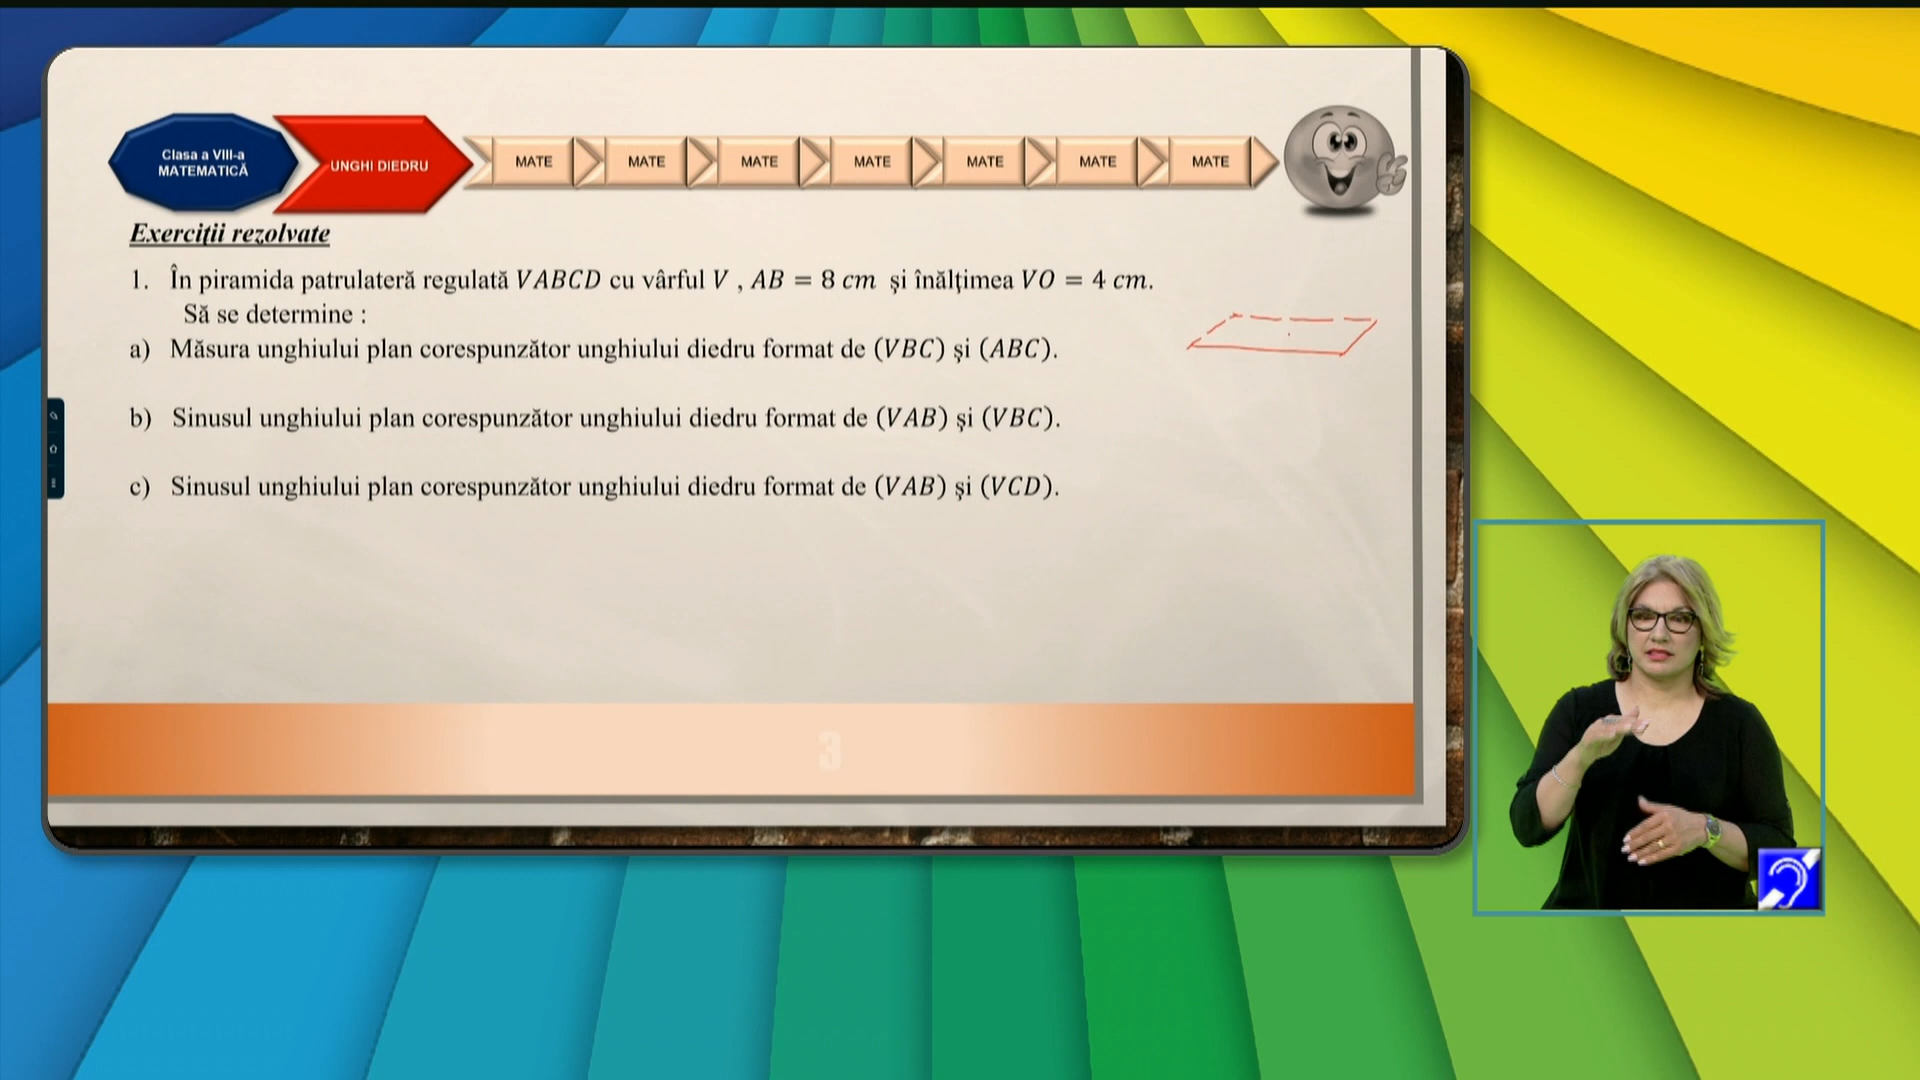 Clasa a VIII-a
MATEMATICĂ
UNGHI DIEDRU
MATE MATE MATE MATE MATE MATE MATE
Exerciții rezolvate
1. În piramida patrulateră regulată VABCD cu vârful V , AB = 8 cm și înălțimea VO = 4 cm.
Să se determine :
a) Măsura unghiului plan corespunzător unghiului diedru format de (VBC) și (ABC).
b) Sinusul unghiului plan corespunzător unghiului diedru format de (VAB) și (VBC).
c) Sinusul unghiului plan corespunzător unghiului diedru format de (VAB) și (VCD).
3